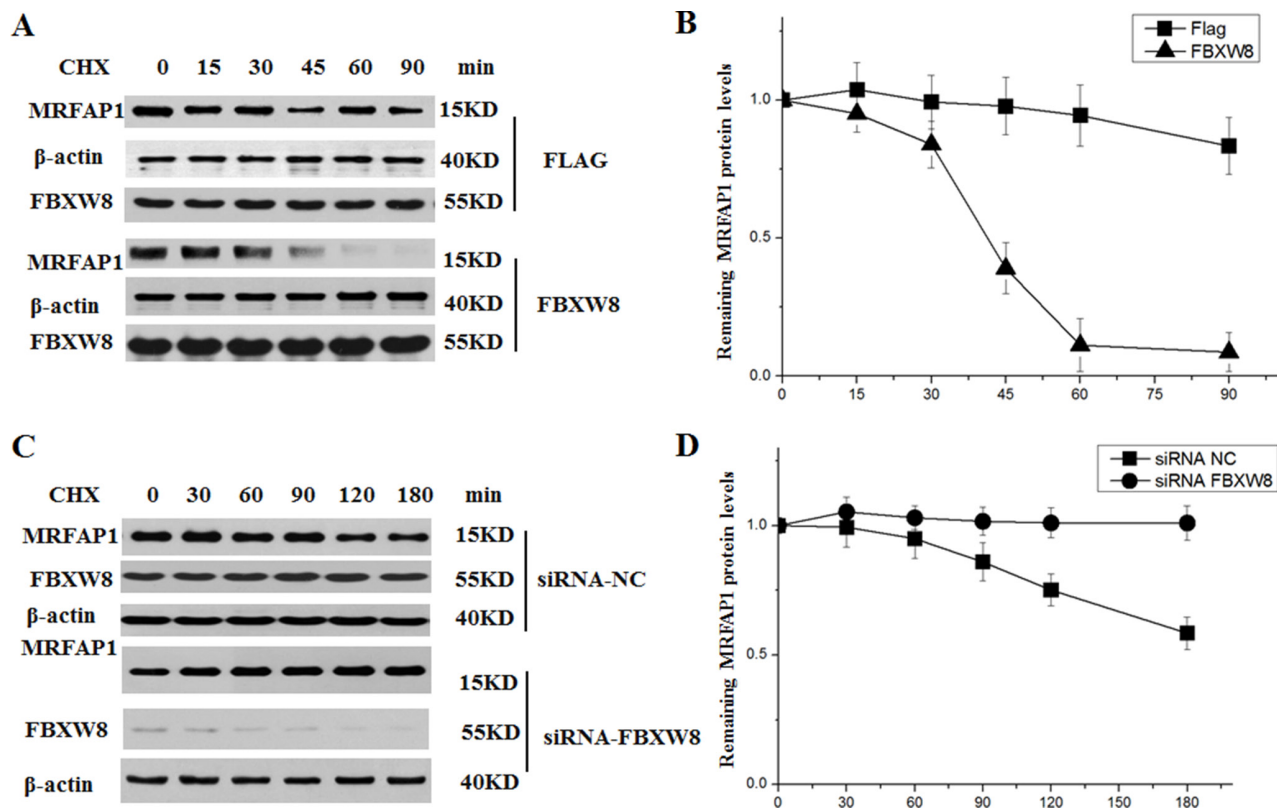 A
CHX 0 15 30 45 60 90 min
MRFAP1 15KD
β-actin 40KD
FBXW8 55KD
FLAG
MRFAP1 15KD
β-actin 40KD
FBXW8 55KD
FBXW8
B
Flag
FBXW8
Remaining MRFAP1 protein levels
1.0
0.5
0.0
0 15 30 45 60 75 90
C
CHX 0 30 60 90 120 180 min
MRFAP1 15KD
FBXW8 55KD
β-actin 40KD
siRNA-NC
MRFAP1 15KD
FBXW8 55KD
β-actin 40KD
siRNA-FBXW8
D
siRNA NC
siRNA FBXW8
Remaining MRFAP1 protein levels
1.0
0.5
0.0
0 30 60 90 120 150 180